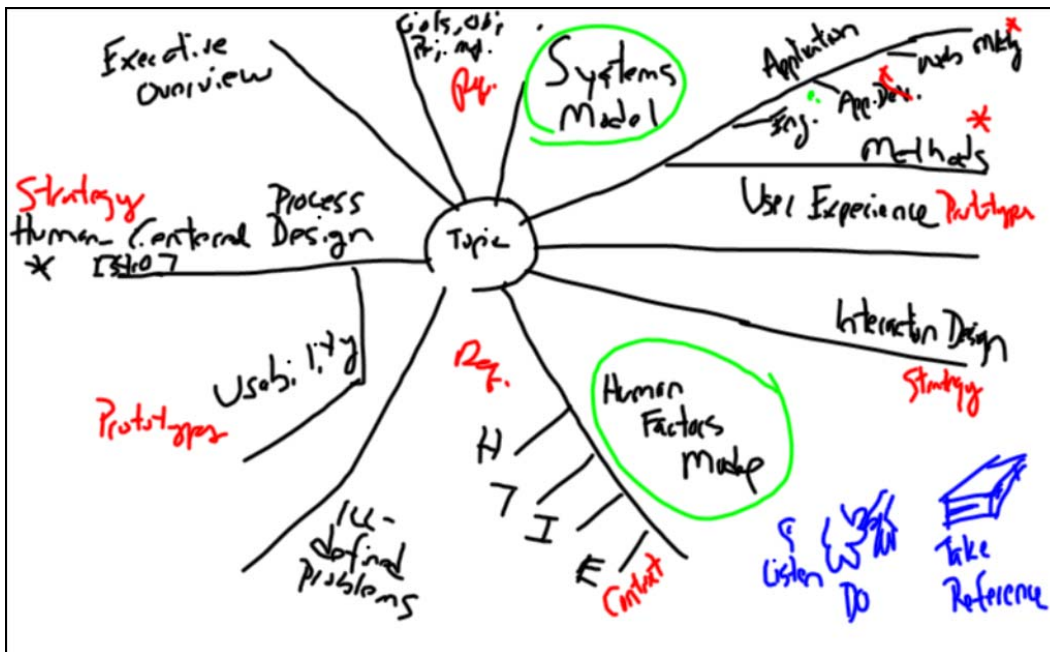 Executive
Overview
Goals, Obj,
Req.
Systems
Model
Application
Web Mktg *
App. Dev. *
Eng.
Methods *
User Experience Prototypes
Strategy
Process
Human-Centered Design
*
Topic
Interaction Design
Strategy
Usability
Prototypes
Req.
Human
Factors
Model
H
T
I
E
Context
Ill-
defined
Problems
Listen
DO
Take
Reference